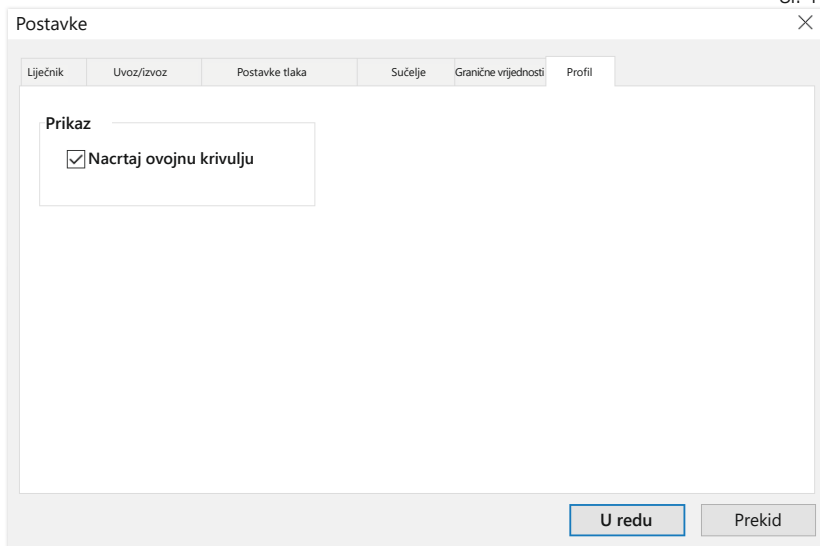 Postavke
Liječnik Uvoz/izvoz Postavke tlaka Sučelje Granične vrijednosti Profil
Prikaz
Nacrtaj ovojnu krivulju
U redu Prekid